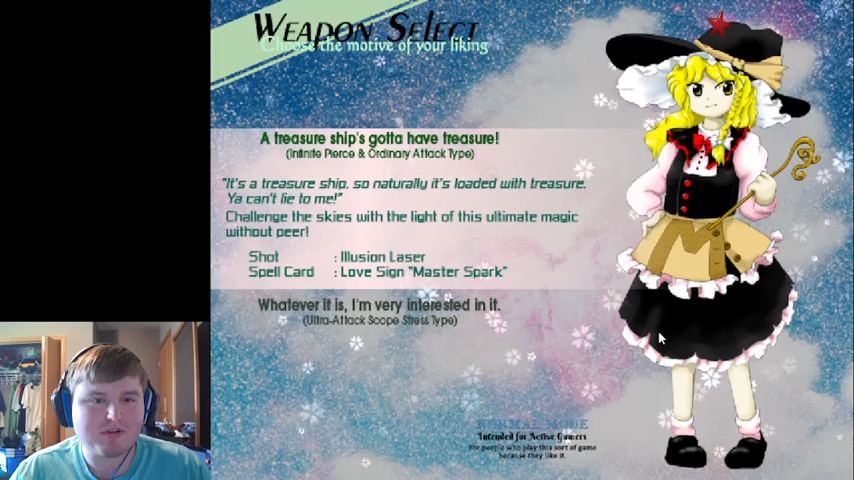 Weapon Select
Choose the motive of your liking
A treasure ship's gotta have treasure!
(Infinite Pierce & Ordinary Attack Type)
"It's a treasure ship, so naturally it's loaded with treasure.
Ya can't lie to me!"
Challenge the skies with the light of this ultimate magic
without peer!
Shot : Illusion Laser
Spell Card : Love Sign "Master Spark"
Whatever it is, I'm very interested in it.
(Ultra-Attack Scope Stress Type)
Intended for Active Gamers
For people who play this sort of game
because they like it.